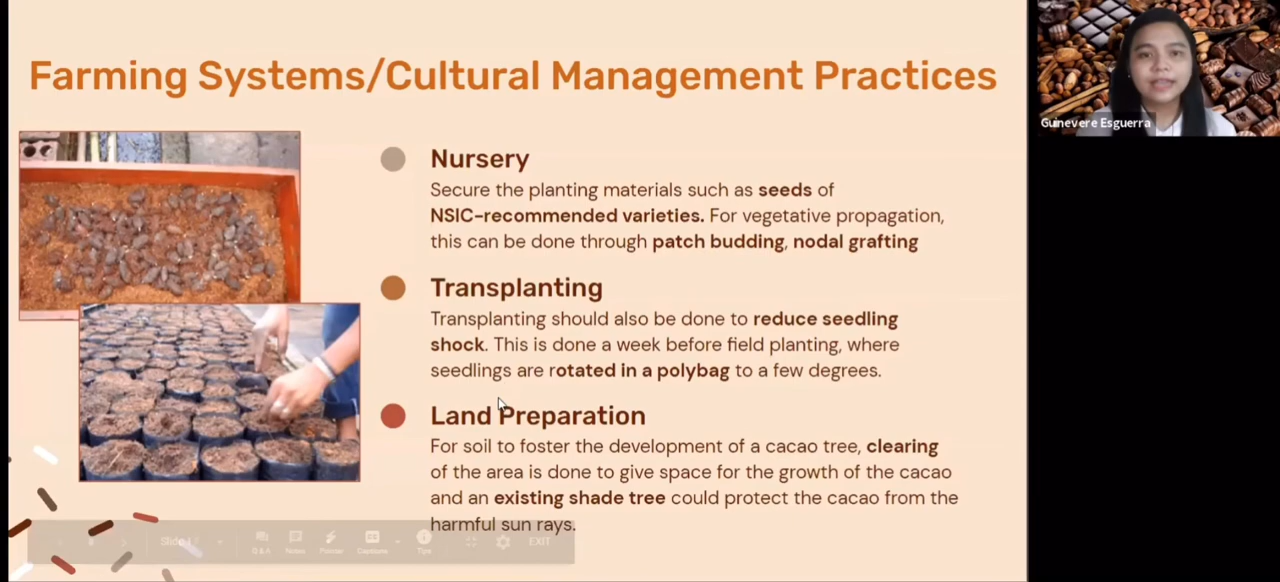 Farming Systems/Cultural Management Practices
Guinevere Esguerra
Nursery
Secure the planting materials such as seeds of
NSIC-recommended varieties. For vegetative propagation,
this can be done through patch budding, nodal grafting
Transplanting
Transplanting should also be done to reduce seedling
shock. This is done a week before field planting, where
seedlings are rotated in a polybag to a few degrees.
Land Preparation
For soil to foster the development of a cacao tree, clearing
of the area is done to give space for the growth of the cacao
and an existing shade tree could protect the cacao from the
harmful sun rays.
Slide
Q & A
Notes
Pointer
Captions
Tips
EXIT